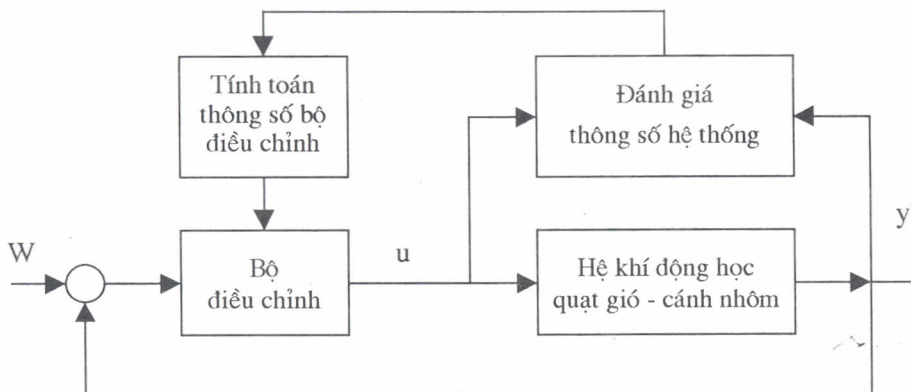 Tính toán
thông số bộ
điều chỉnh
Đánh giá
thông số hệ thống
W
Bộ
điều chỉnh
u
Hệ khí động học
quạt gió - cánh nhôm
y